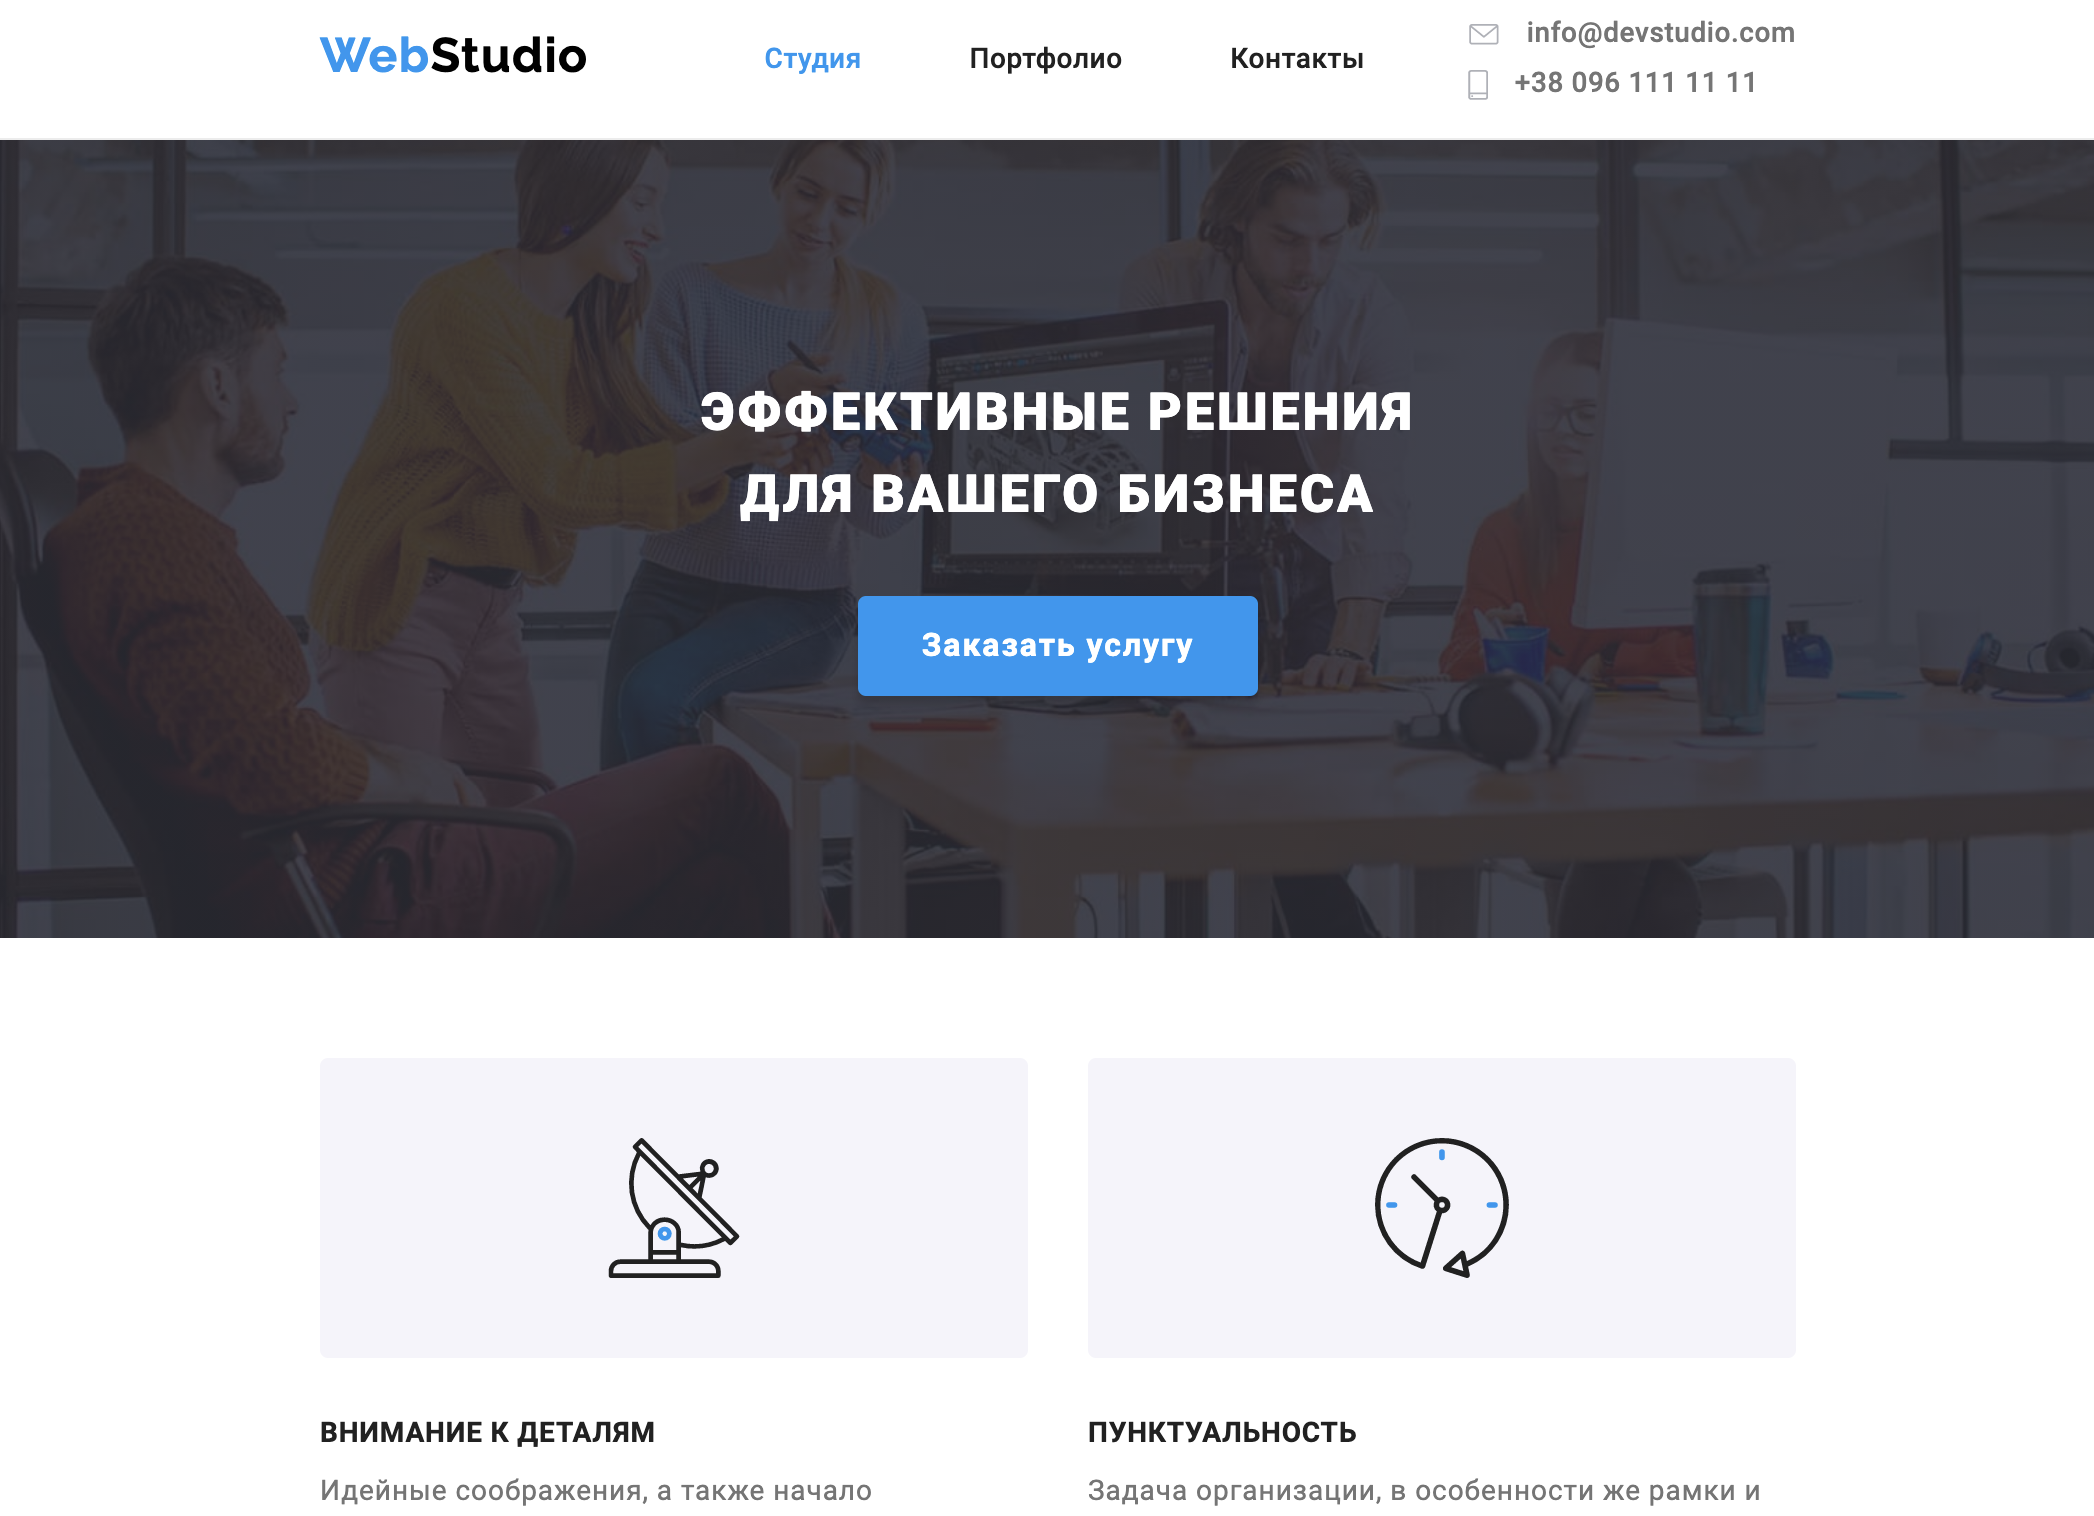 WebStudio
Студия
Портфолио
Контакты
info@devstudio.com
+38 096 111 11 11
ЭФФЕКТИВНЫЕ РЕШЕНИЯ
ДЛЯ ВАШЕГО БИЗНЕСА
Заказать услугу
ВНИМАНИЕ К ДЕТАЛЯМ
Идейные соображения, а также начало
ПУНКТУАЛЬНОСТЬ
Задача организации, в особенности же рамки и